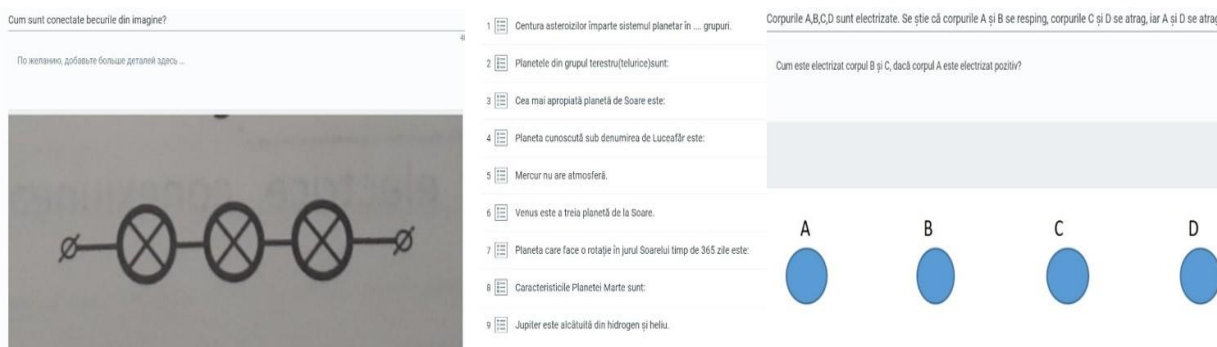 Cum sunt conectate becurile din imagine?
По желанию, добавьте больше деталей здесь ...
1 Centura asteroizilor împarte sistemul planetar în .... grupuri.
2 Planetele din grupul terestru(telurice)sunt:
3 Cea mai apropiată planetă de Soare este:
4 Planeta cunoscută sub denumirea de Luceafăr este:
5 Mercur nu are atmosferă.
6 Venus este a treia planetă de la Soare.
7 Planeta care face o rotație în jurul Soarelui timp de 365 zile este:
8 Caracteristicile Planetei Marte sunt:
9 Jupiter este alcătuită din hidrogen și heliu.
Corpurile A,B,C,D sunt electrizate. Se știe că corpurile A și B se resping, corpurile C și D se atrag, iar A și D se atrag
Cum este electrizat corpul B și C, dacă corpul A este electrizat pozitiv?
A B C D